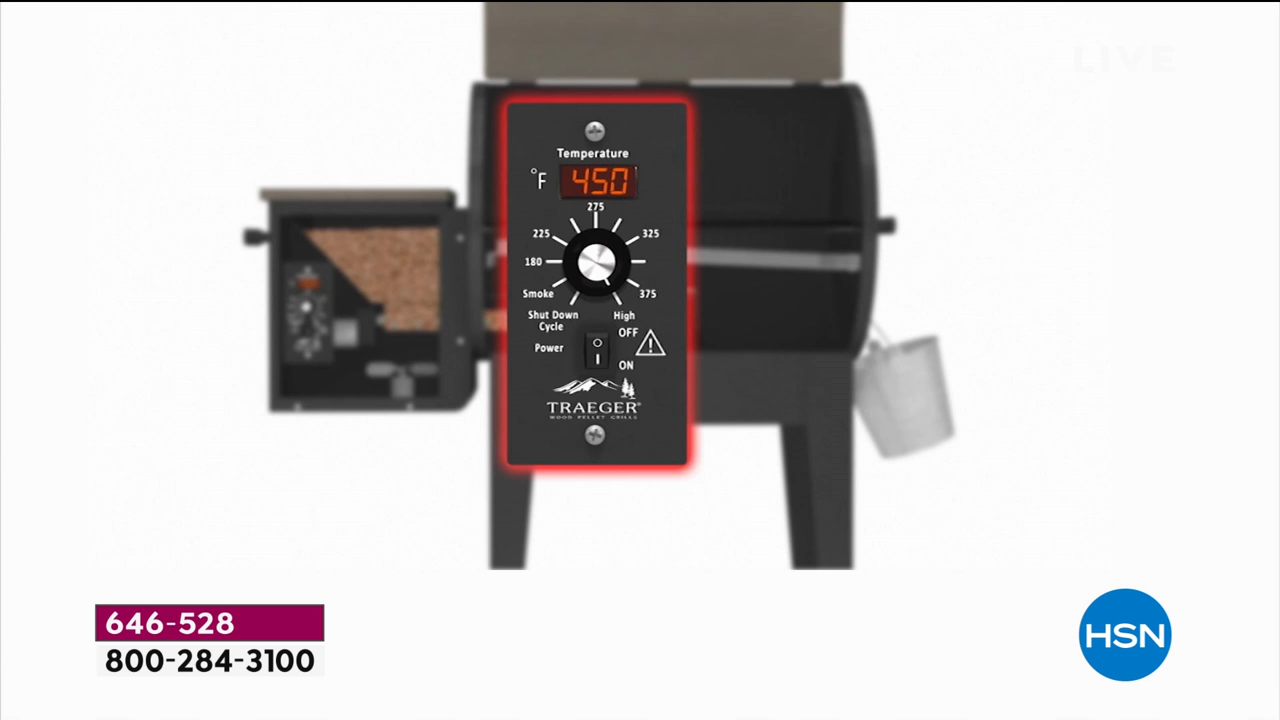 LIVE
Temperature
°F 450
275
225
325
180
Smoke
375
Shut Down
Cycle
High
OFF
Power
ON
TRAEGER®
WOOD PELLET GRILLS
646-528
800-284-3100
HSN